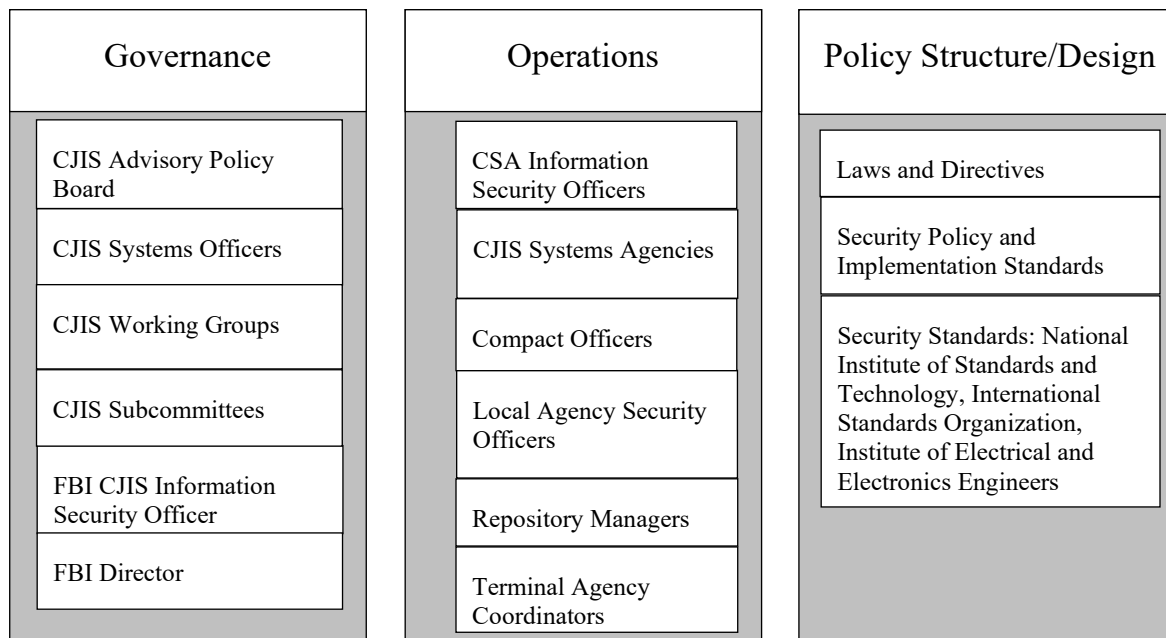 Governance
CJIS Advisory Policy
Board
CJIS Systems Officers
CJIS Working Groups
CJIS Subcommittees
FBI CJIS Information
Security Officer
FBI Director
Operations
CSA Information
Security Officers
CJIS Systems Agencies
Compact Officers
Local Agency Security
Officers
Repository Managers
Terminal Agency
Coordinators
Policy Structure/Design
Laws and Directives
Security Policy and
Implementation Standards
Security Standards: National
Institute of Standards and
Technology, International
Standards Organization,
Institute of Electrical and
Electronics Engineers